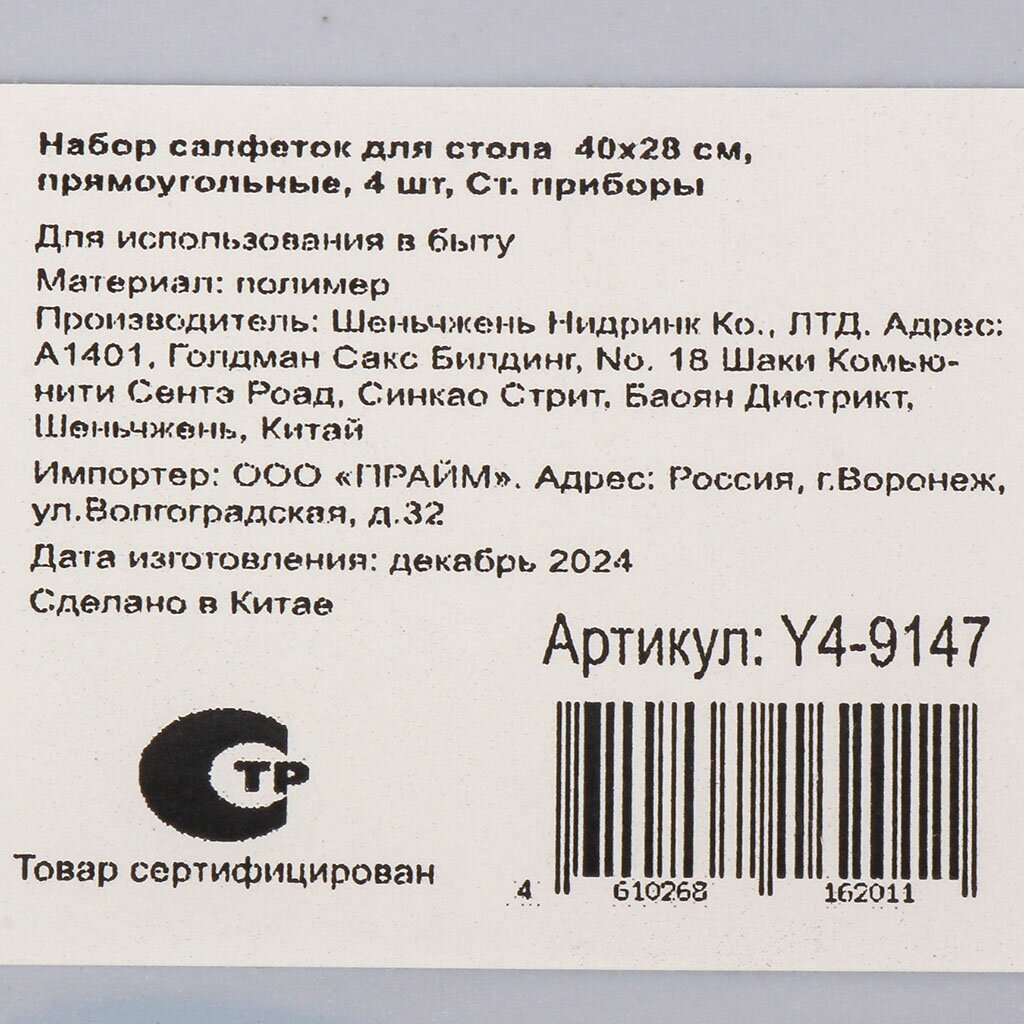 Набор салфеток для стола 40х28 см,
прямоугольные, 4 шт, Ст. приборы
Для использования в быту
Материал: полимер
Производитель: Шеньчжень Нидринк Ко., ЛТД. Адрес:
А1401, Голдман Сакс Билдинг, No. 18 Шаки Комью-
нити Сентэ Роад, Синкао Стрит, Баоян Дистрикт,
Шеньчжень, Китай
Импортер: ООО «ПРАЙМ». Адрес: Россия, г.Воронеж,
ул.Волгоградская, д.32
Дата изготовления: декабрь 2024
Сделано в Китае
Артикул: Y4-9147
ТР
Товар сертифицирован
4 610268 162011